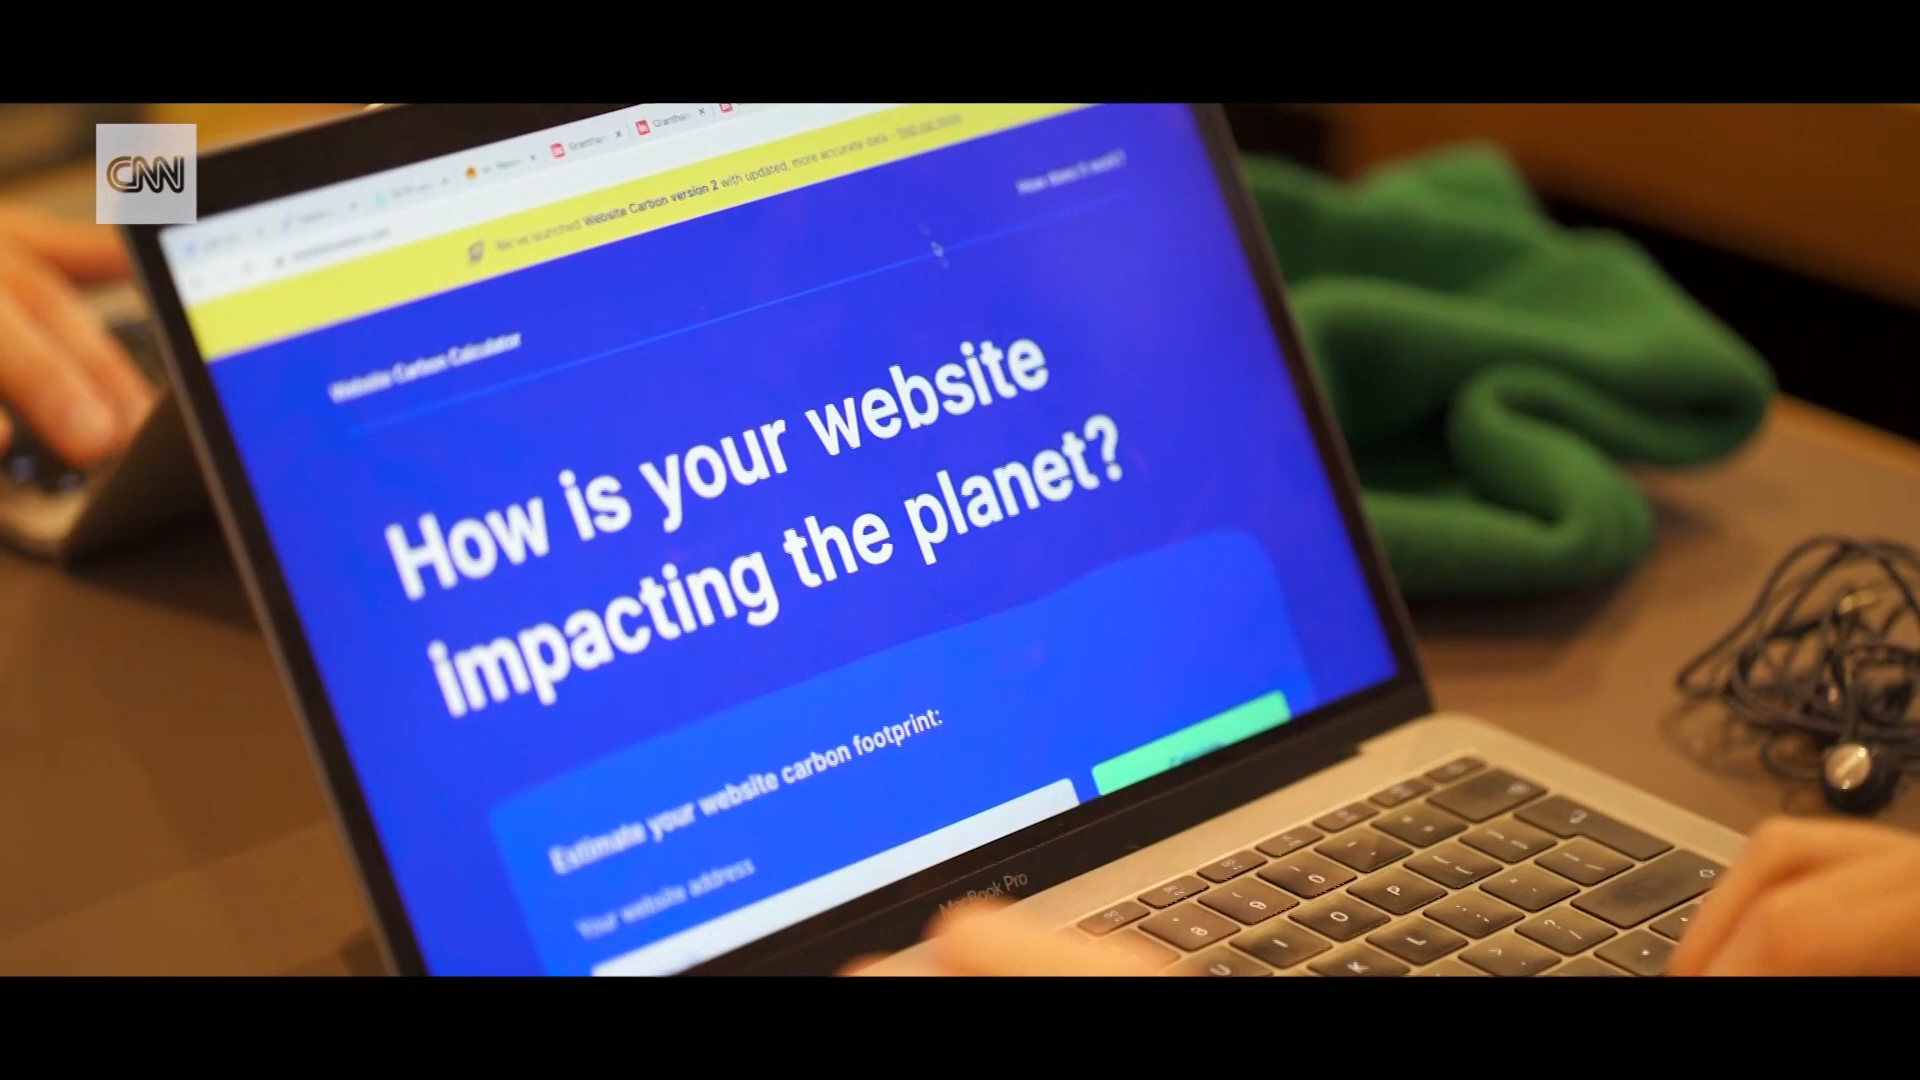 CNN
We've launched Website Carbon version 2 with updated, more accurate data -
How does it work?
Website Carbon Calculator
How is your website
impacting the planet?
Estimate your website carbon footprint:
Your website address
MacBook Pro